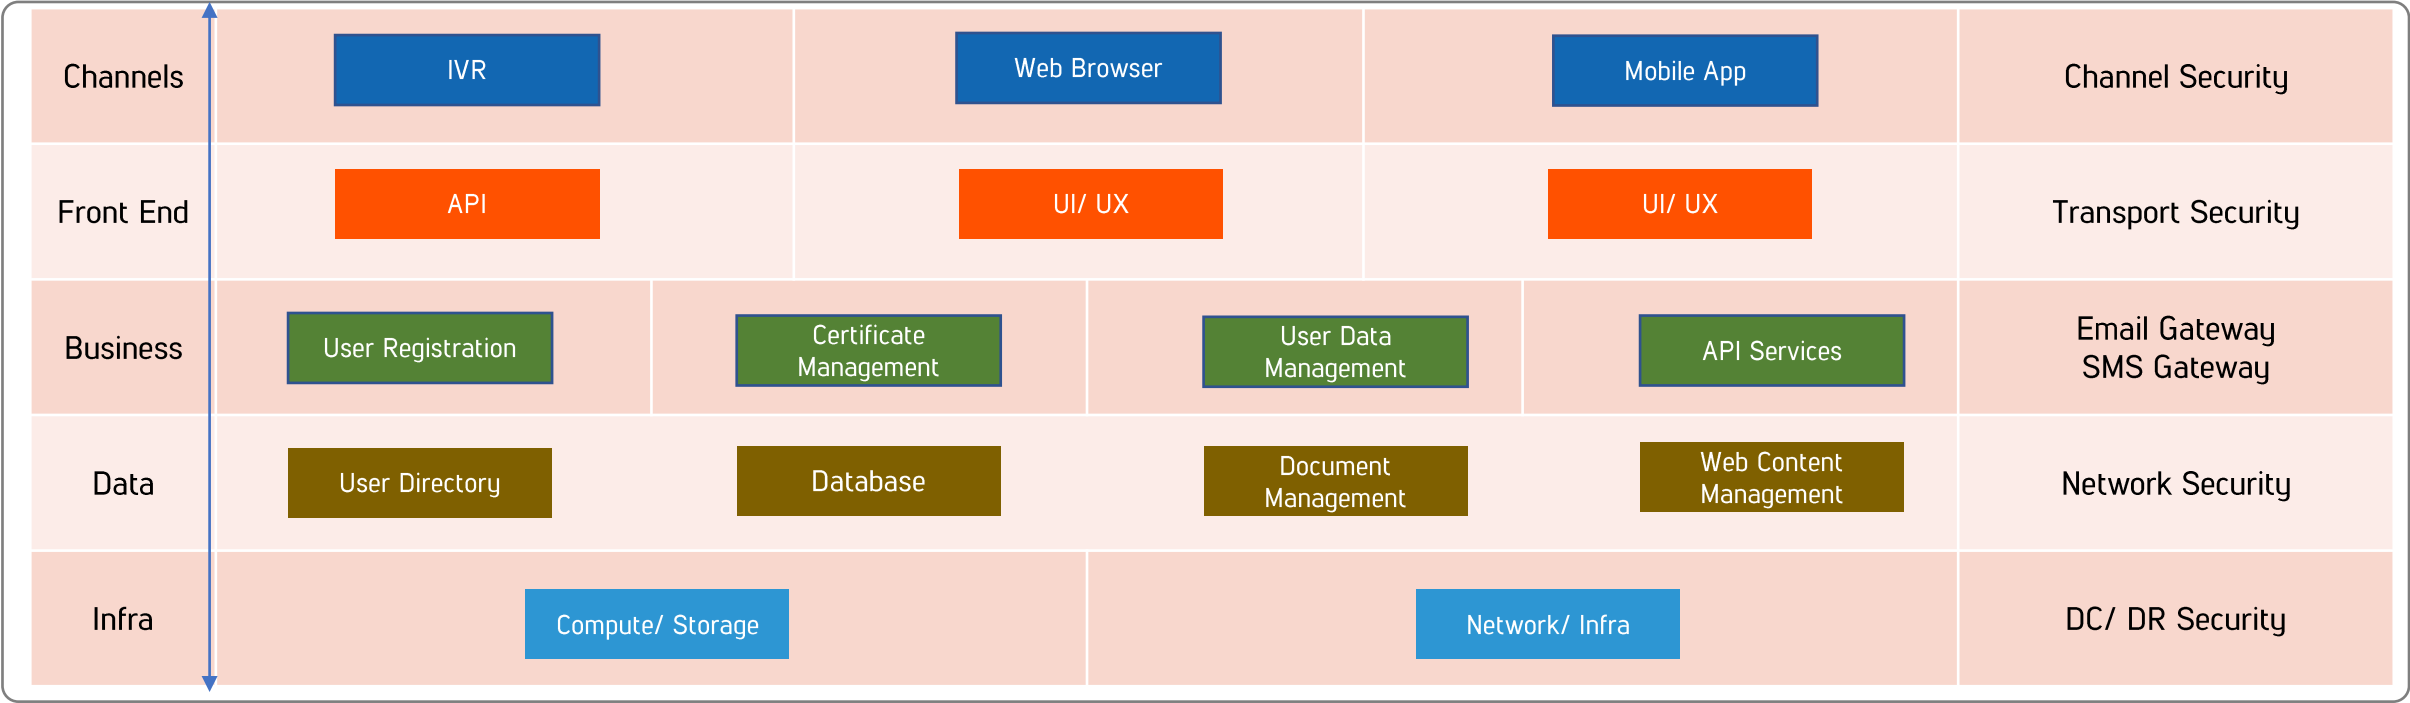 Channels
IVR
Web Browser
Mobile App
Channel Security
Front End
API
UI/ UX
UI/ UX
Transport Security
Business
User Registration
Certificate
Management
User Data
Management
API Services
Email Gateway
SMS Gateway
Data
User Directory
Database
Document
Management
Web Content
Management
Network Security
Infra
Compute/ Storage
Network/ Infra
DC/ DR Security